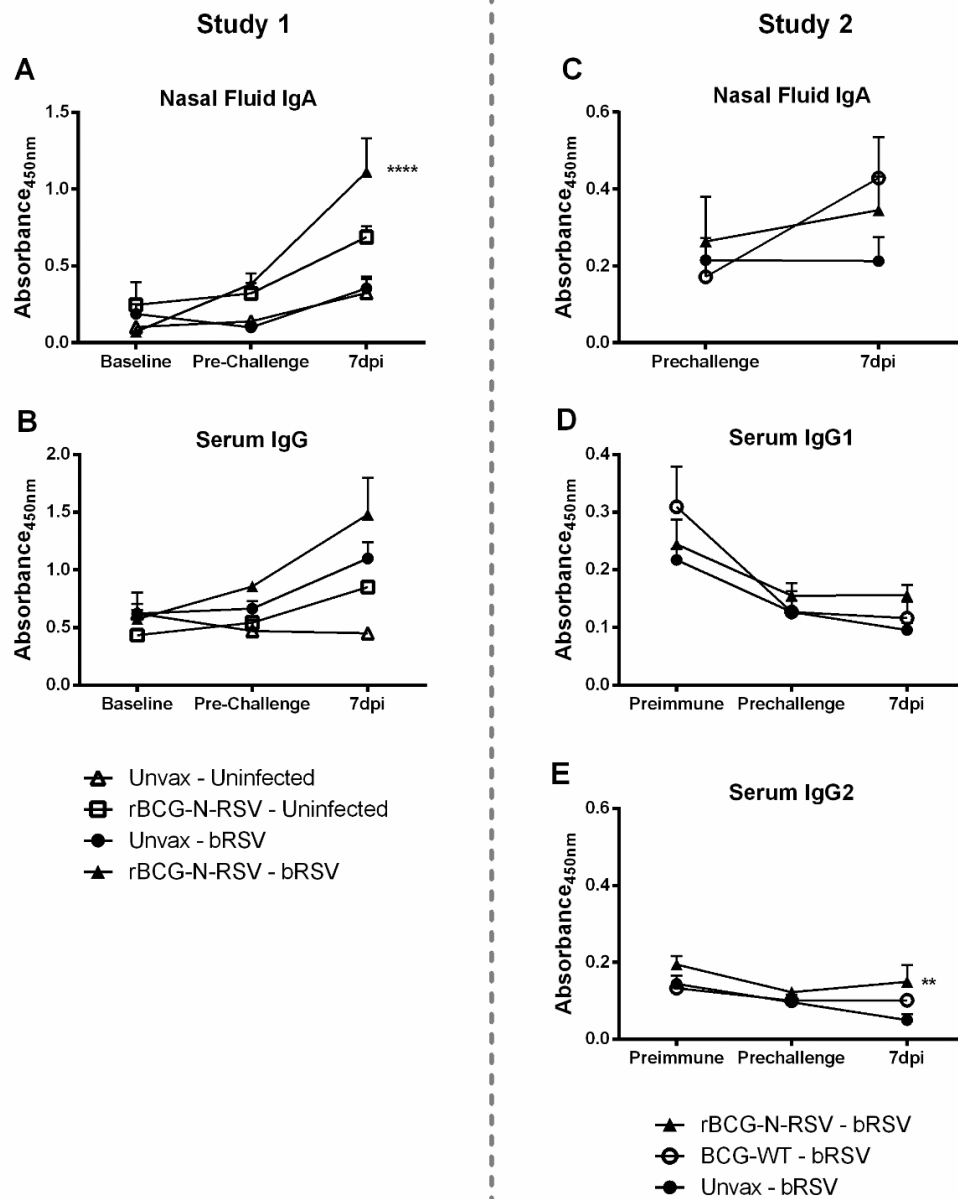 Study 1
A
Nasal Fluid IgA
Absorbance450nm
1.5
1.0
0.5
0.0
****
Baseline Pre-Challenge 7dpi
B
Serum IgG
Absorbance450nm
2.0
1.5
1.0
0.5
0.0
Baseline Pre-Challenge 7dpi
Unvax - Uninfected
rBCG-N-RSV - Uninfected
Unvax - bRSV
rBCG-N-RSV - bRSV
Study 2
C
Nasal Fluid IgA
Absorbance450nm
0.6
0.4
0.2
0.0
Prechallenge 7dpi
D
Serum IgG1
Absorbance450nm
0.4
0.3
0.2
0.1
0.0
Preimmune Prechallenge 7dpi
E
Serum IgG2
Absorbance450nm
0.6
0.4
0.2
0.0
**
Preimmune Prechallenge 7dpi
rBCG-N-RSV - bRSV
BCG-WT - bRSV
Unvax - bRSV